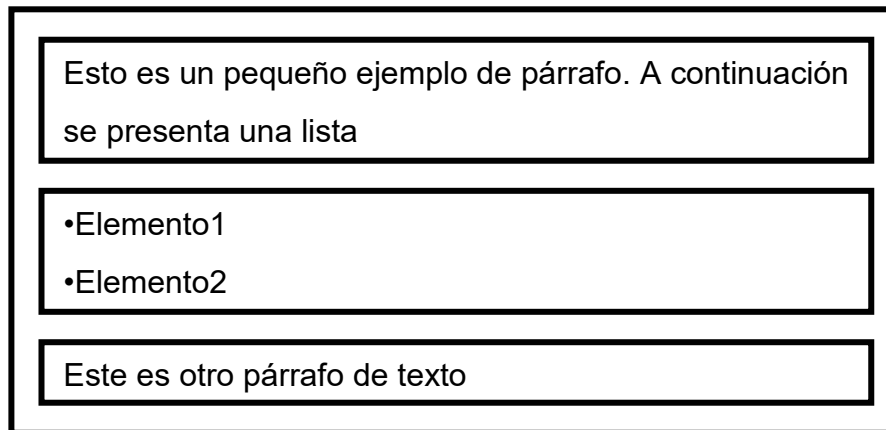 Esto es un pequeño ejemplo de párrafo. A continuación
se presenta una lista
•Elemento1
•Elemento2
Este es otro párrafo de texto